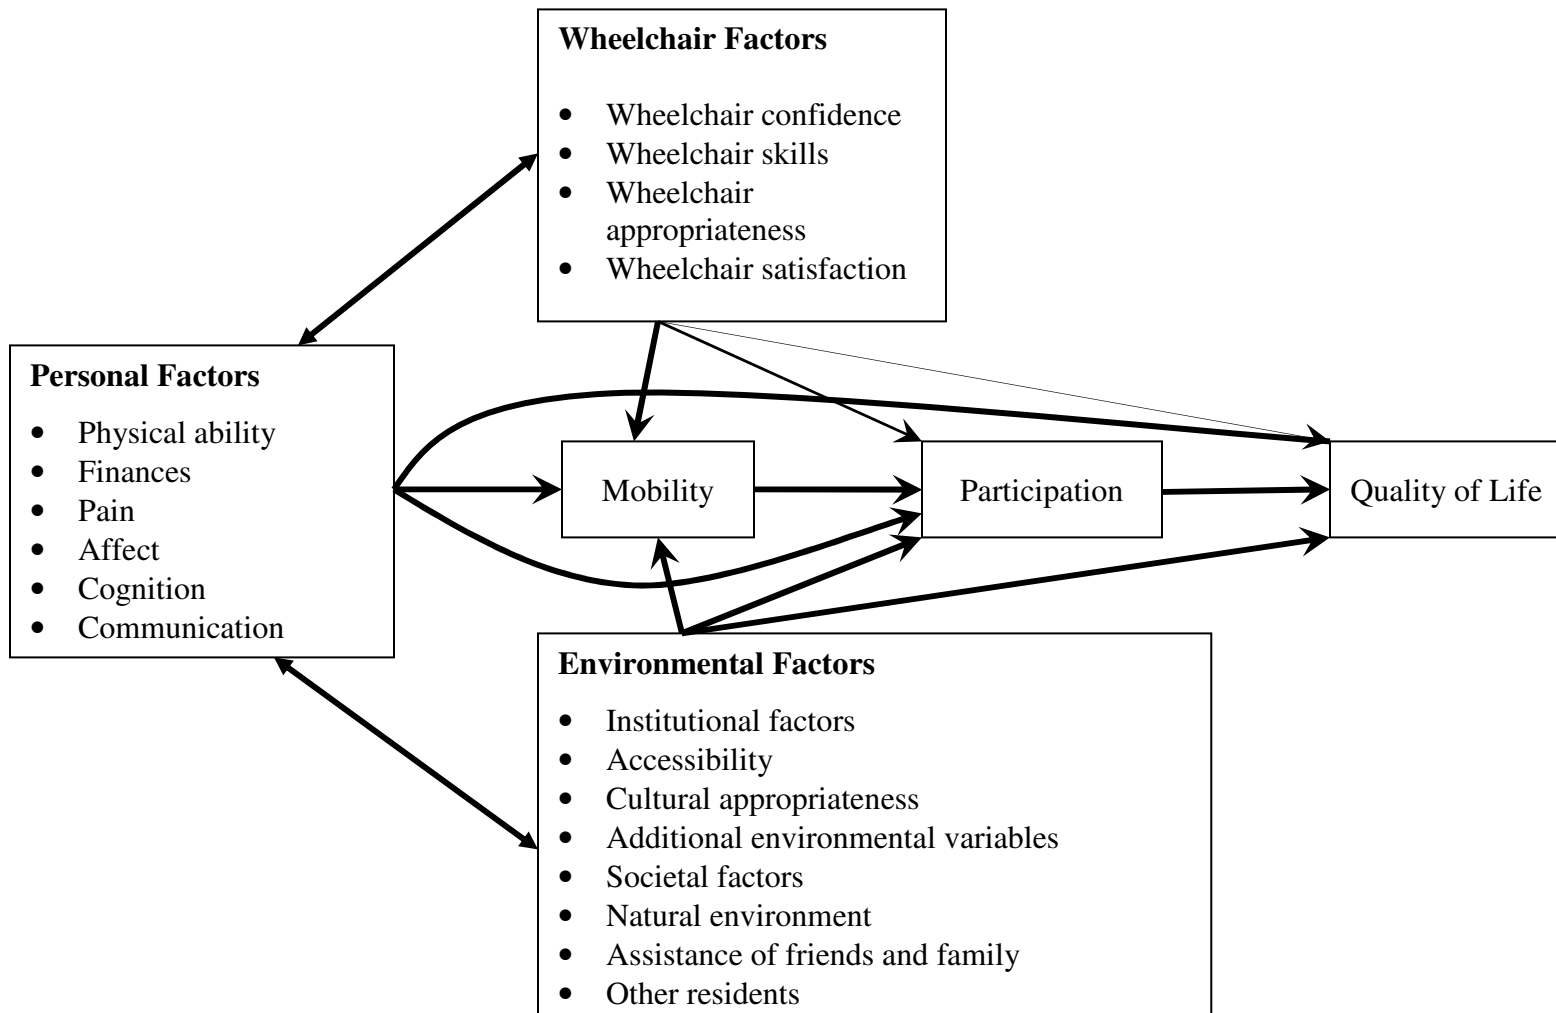 Wheelchair Factors
• Wheelchair confidence
• Wheelchair skills
• Wheelchair
appropriateness
• Wheelchair satisfaction
Personal Factors
• Physical ability
• Finances
• Pain
• Affect
• Cognition
• Communication
Mobility
Participation
Quality of Life
Environmental Factors
• Institutional factors
• Accessibility
• Cultural appropriateness
• Additional environmental variables
• Societal factors
• Natural environment
• Assistance of friends and family
• Other residents